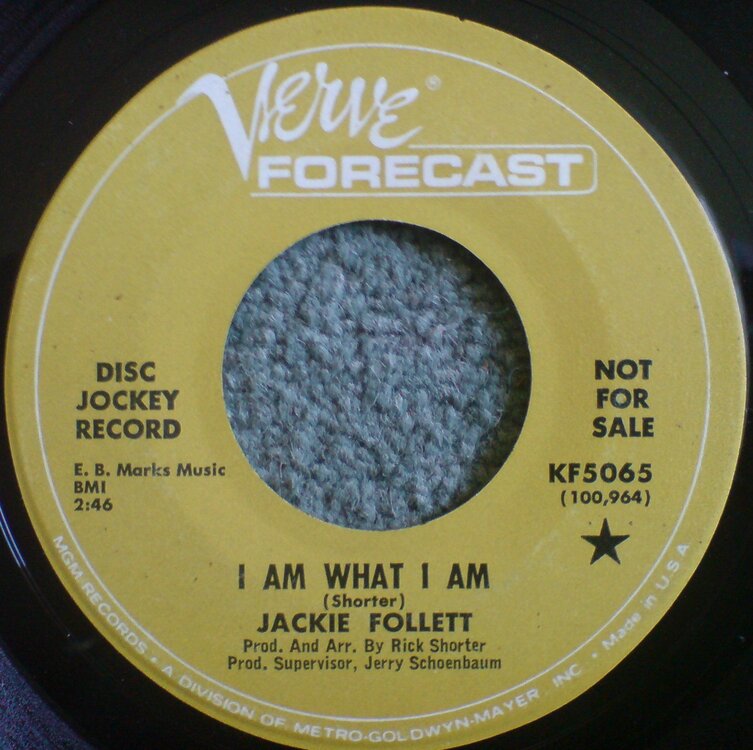 Verve®
FORECAST
DISC
JOCKEY
RECORD
E. B. Marks Music
BMI
2:46
NOT
FOR
SALE
KF5065
(100,964)
★
I AM WHAT I AM
(Shorter)
JACKIE FOLLETT
Prod. And Arr. By Rick Shorter
Prod. Supervisor, Jerry Schoenbaum
MGM RECORDS • A DIVISION OF METRO-GOLDWYN-MAYER INC • Made in U.S.A